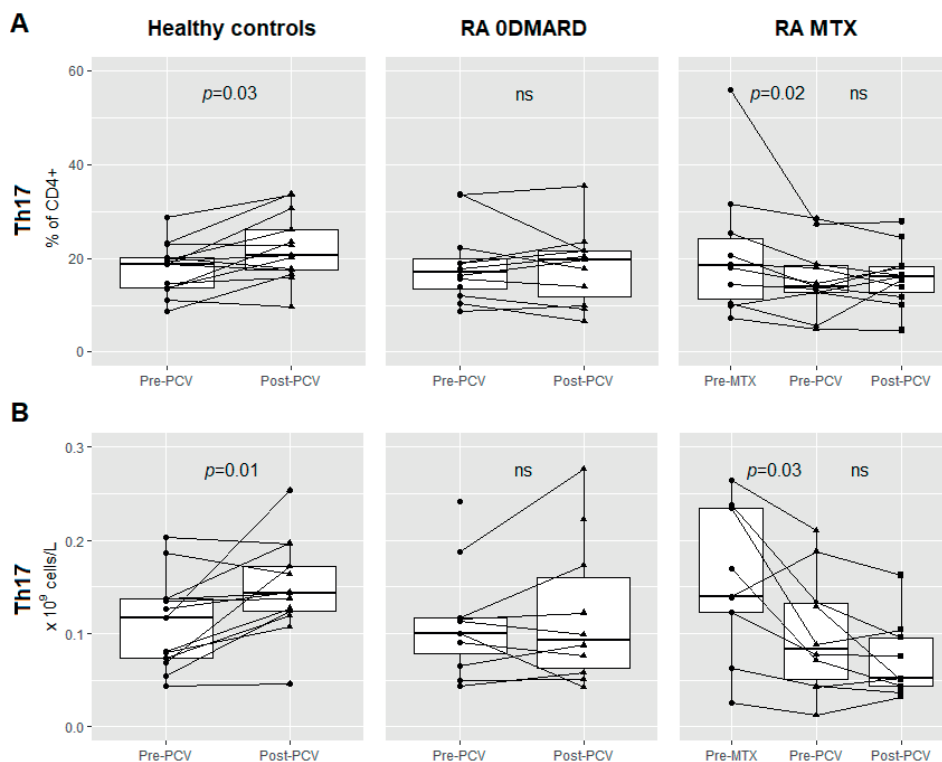 A
Healthy controls
RA 0DMARD
RA MTX
Th17
% of CD4+
60
40
20
0
p=0.03
ns
p=0.02
ns
Pre-PCV
Post-PCV
Pre-PCV
Post-PCV
Pre-MTX
Pre-PCV
Post-PCV
B
Th17
x 10⁹ cells/L
0.3
0.2
0.1
0.0
p=0.01
ns
p=0.03
ns
Pre-PCV
Post-PCV
Pre-PCV
Post-PCV
Pre-MTX
Pre-PCV
Post-PCV